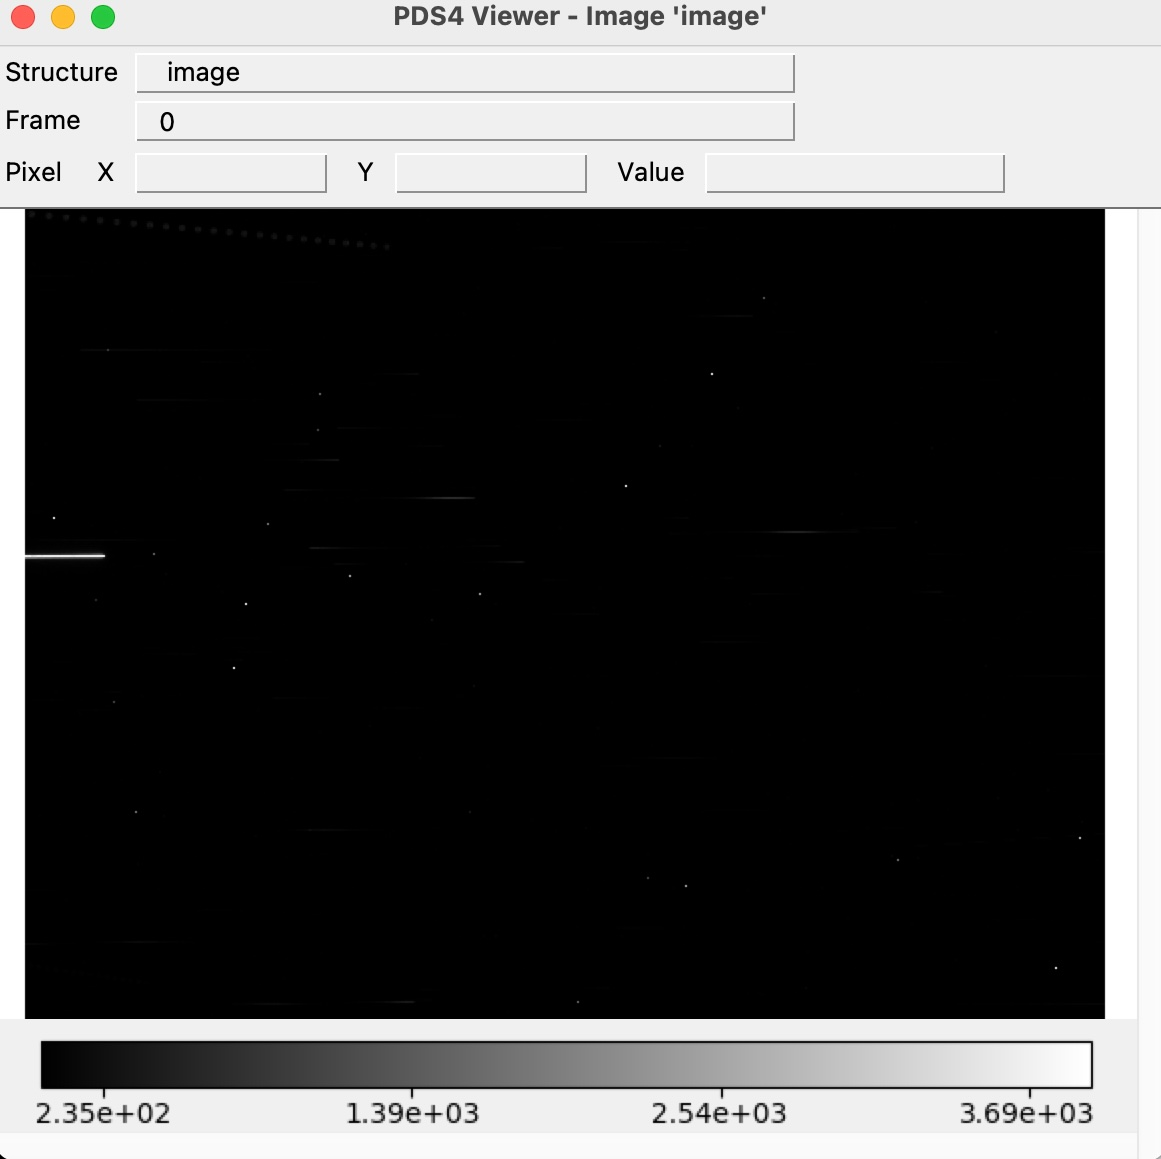 PDS4 Viewer - Image 'image'
Structure image
Frame 0
Pixel X Y Value
2.35e+02 1.39e+03 2.54e+03 3.69e+03